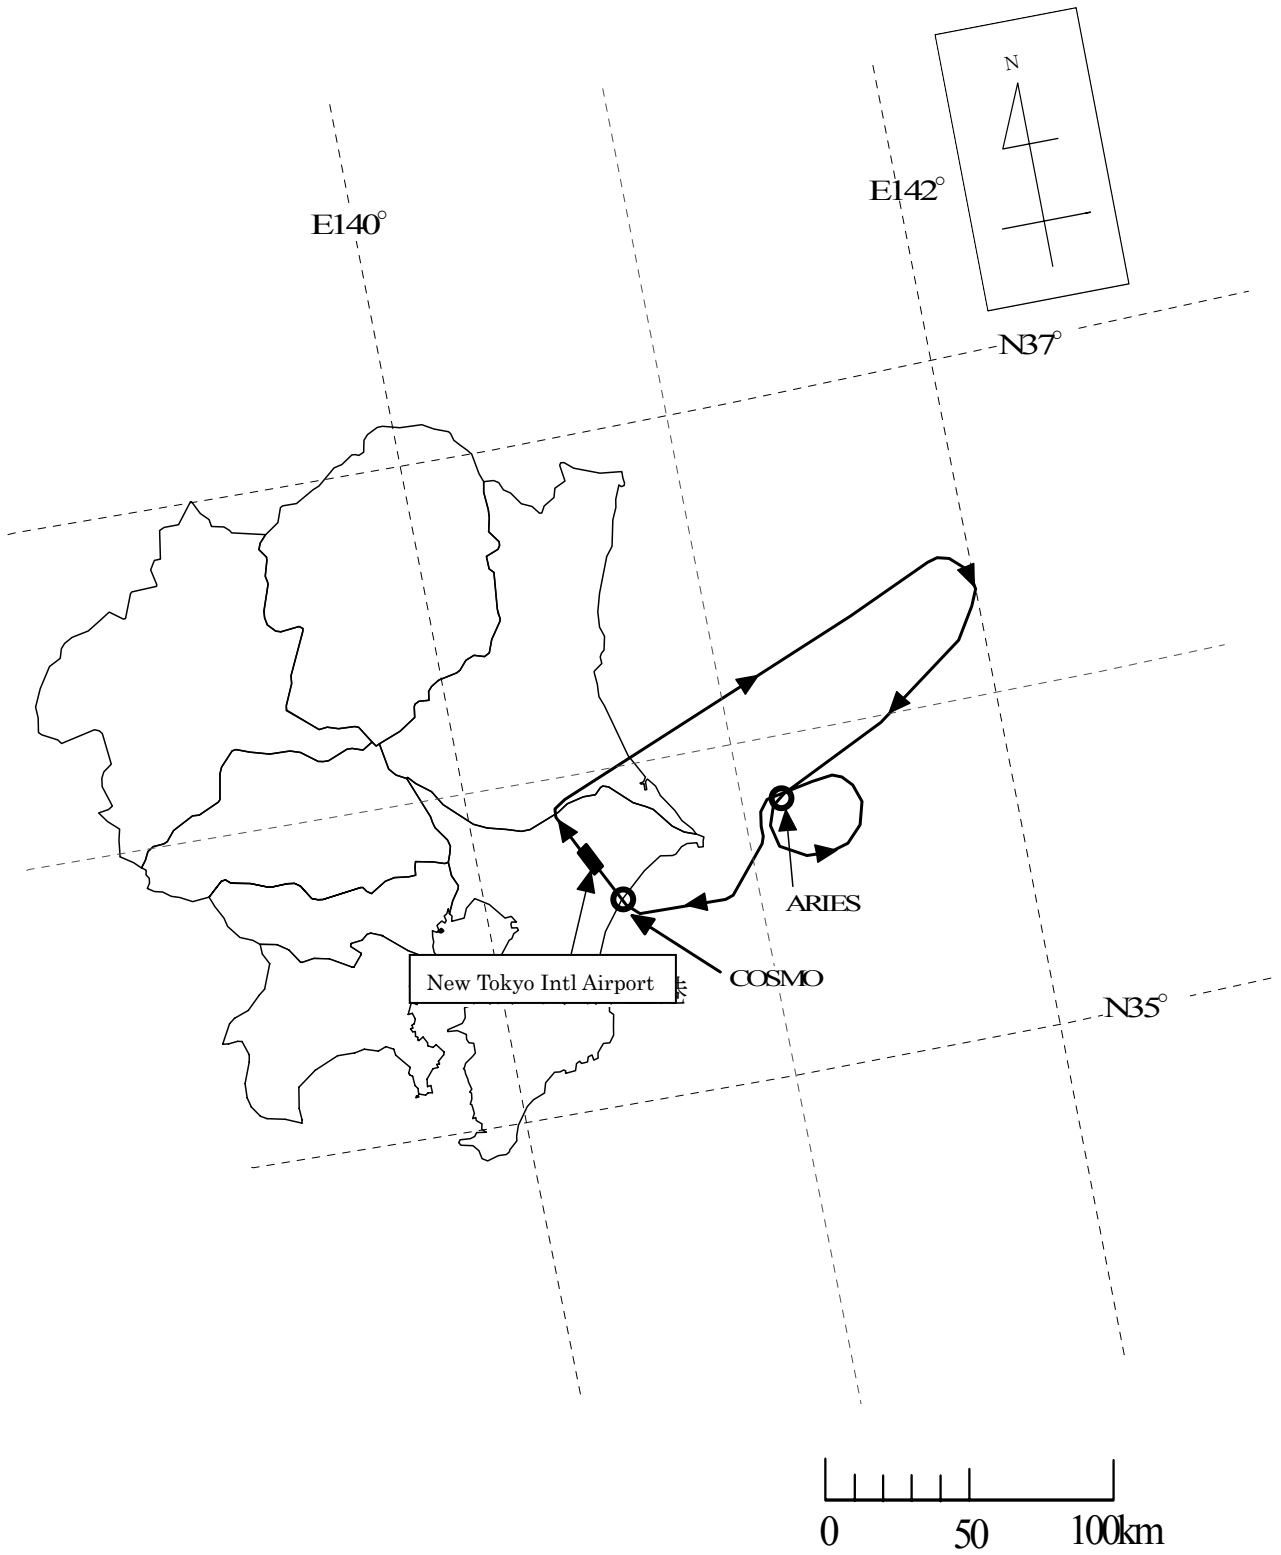 N
E142°
E140°
N37°
ARIES
COSMO
New Tokyo Intl Airport
N35°
0 50 100km